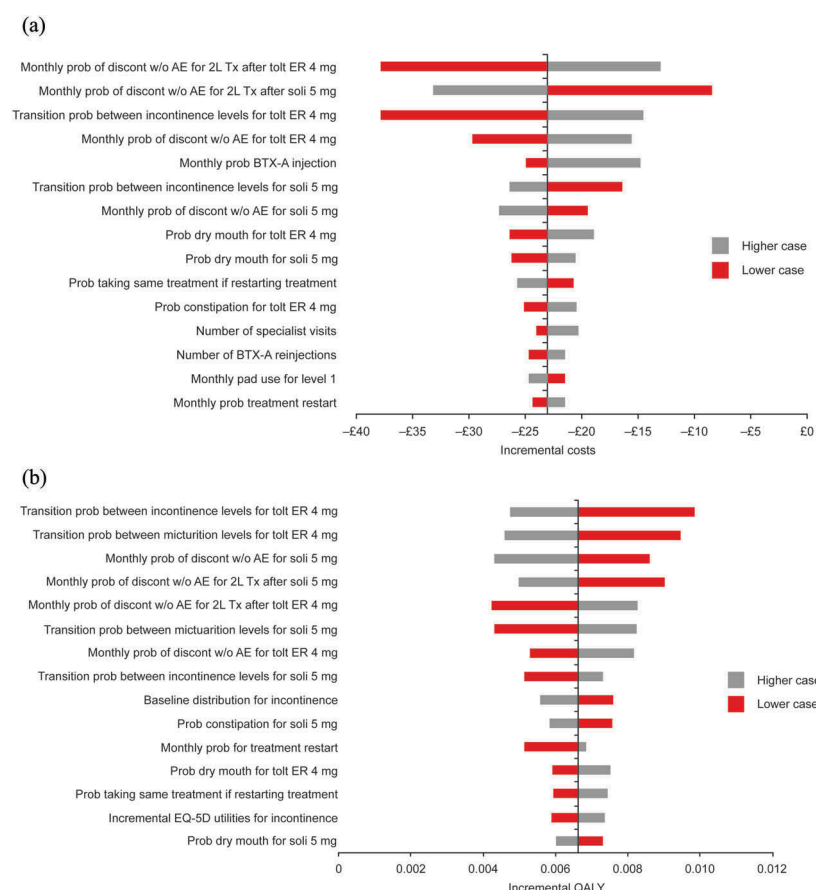 (a)
Monthly prob of discont w/o AE for 2L Tx after tolt ER 4 mg
Monthly prob of discont w/o AE for 2L Tx after soli 5 mg
Transition prob between incontinence levels for tolt ER 4 mg
Monthly prob of discont w/o AE for tolt ER 4 mg
Monthly prob BTX-A injection
Transition prob between incontinence levels for soli 5 mg
Monthly prob of discont w/o AE for soli 5 mg
Prob dry mouth for tolt ER 4 mg
Prob dry mouth for soli 5 mg
Prob taking same treatment if restarting treatment
Prob constipation for tolt ER 4 mg
Number of specialist visits
Number of BTX-A reinjections
Monthly pad use for level 1
Monthly prob treatment restart
Higher case
Lower case
–£40 –£35 –£30 –£25 –£20 –£15 –£10 –£5 £0
Incremental costs
(b)
Transition prob between incontinence levels for tolt ER 4 mg
Transition prob between micturition levels for tolt ER 4 mg
Monthly prob of discont w/o AE for soli 5 mg
Monthly prob of discont w/o AE for 2L Tx after soli 5 mg
Monthly prob of discont w/o AE for 2L Tx after tolt ER 4 mg
Transition prob between mictuarition levels for soli 5 mg
Monthly prob of discont w/o AE for tolt ER 4 mg
Transition prob between incontinence levels for soli 5 mg
Baseline distribution for incontinence
Prob constipation for soli 5 mg
Monthly prob for treatment restart
Prob dry mouth for tolt ER 4 mg
Prob taking same treatment if restarting treatment
Incremental EQ-5D utilities for incontinence
Prob dry mouth for soli 5 mg
Higher case
Lower case
0 0.002 0.004 0.006 0.008 0.010 0.012
Incremental QALY